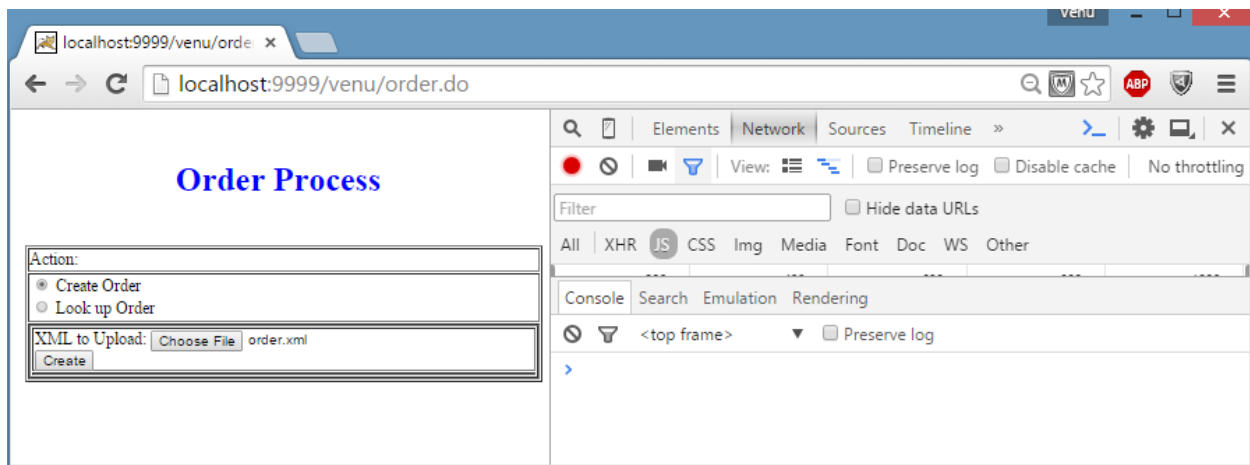 Venu
localhost:9999/venu/orde
localhost:9999/venu/order.do
ABP
Order Process
Action:
Create Order
Look up Order
XML to Upload: Choose File order.xml
Create
Elements Network Sources Timeline »
View: Preserve log Disable cache No throttling
Filter Hide data URLs
All XHR JS CSS Img Media Font Doc WS Other
Console Search Emulation Rendering
<top frame> ▼ Preserve log
>